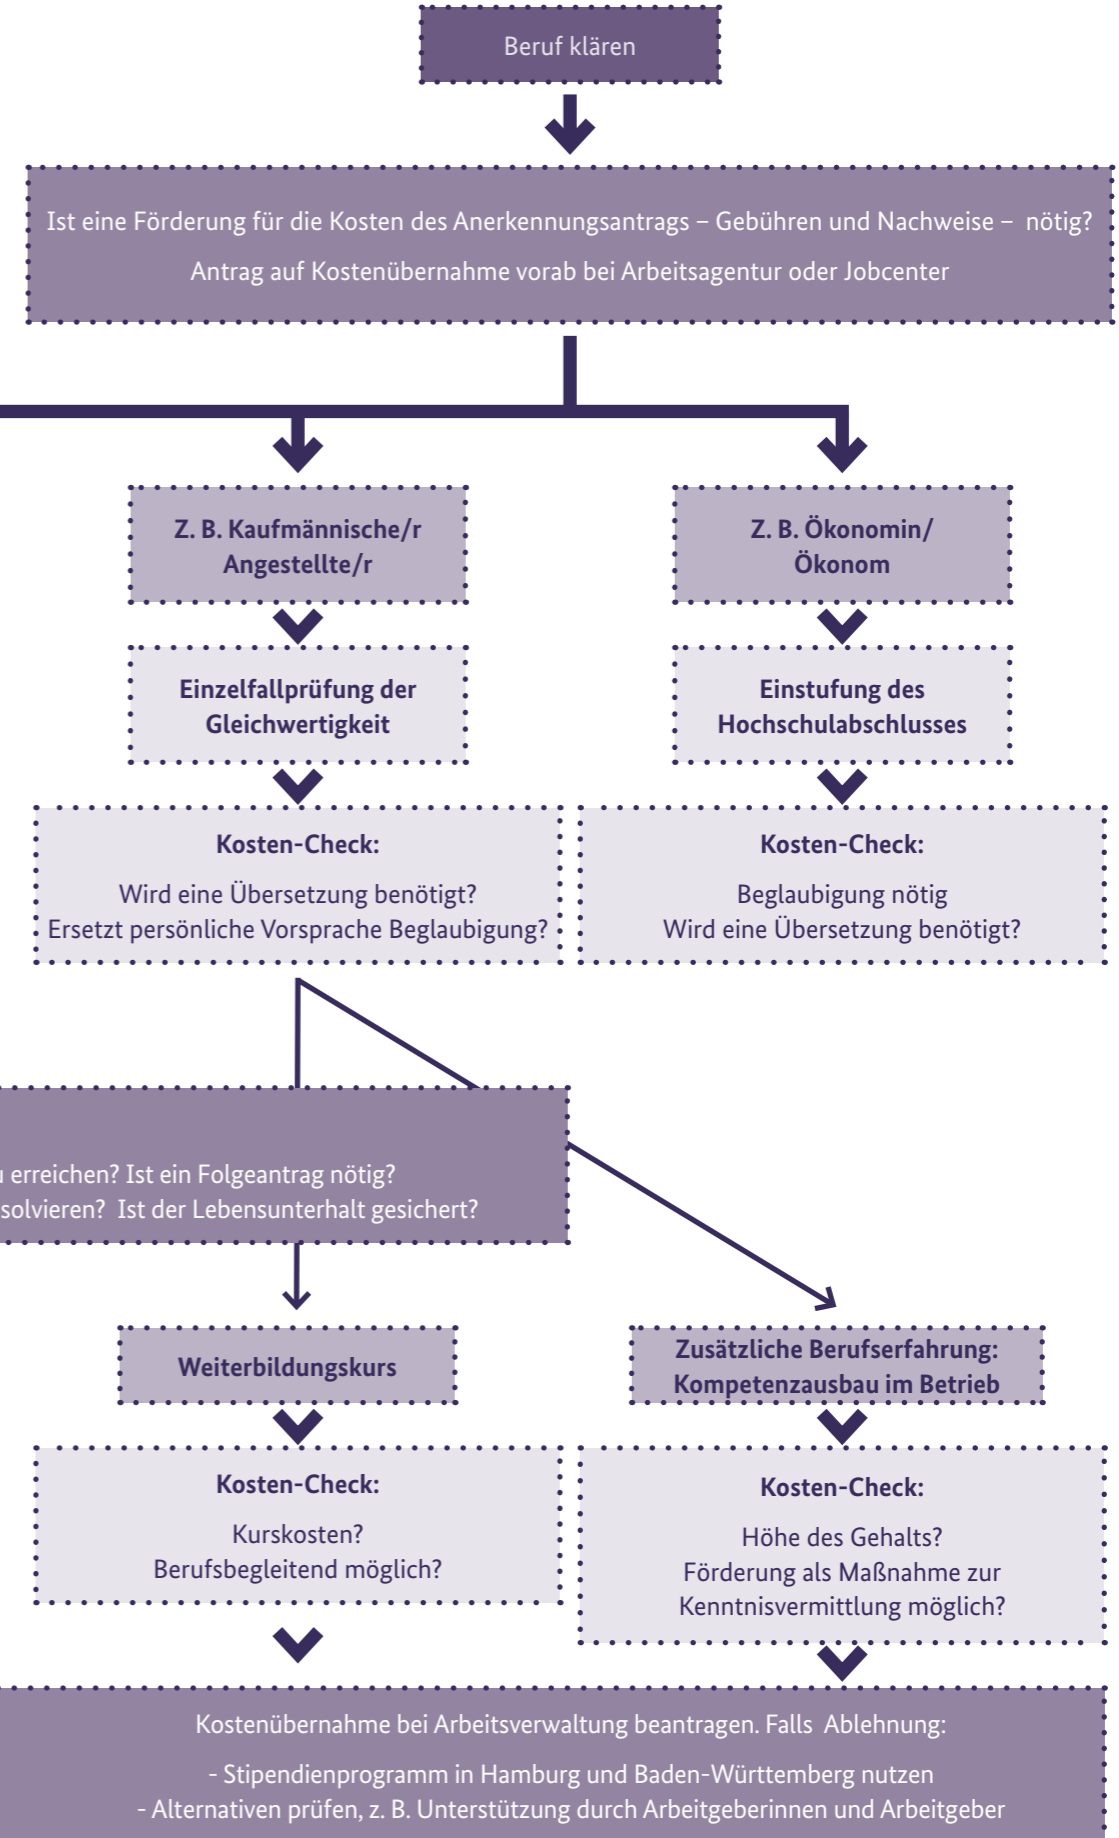 Beruf klären
Ist eine Förderung für die Kosten des Anerkennungsantrags – Gebühren und Nachweise – nötig?
Antrag auf Kostenübernahme vorab bei Arbeitsagentur oder Jobcenter
Z. B. Kaufmännische/r
Angestellte/r
Z. B. Ökonomin/
Ökonom
Einzelfallprüfung der
Gleichwertigkeit
Einstufung des
Hochschulabschlusses
Kosten-Check:
Wird eine Übersetzung benötigt?
Ersetzt persönliche Vorsprache Beglaubigung?
Kosten-Check:
Beglaubigung nötig
Wird eine Übersetzung benötigt?
erreichen? Ist ein Folgeantrag nötig?
solvieren? Ist der Lebensunterhalt gesichert?
Weiterbildungskurs
Zusätzliche Berufserfahrung:
Kompetenzausbau im Betrieb
Kosten-Check:
Kurskosten?
Berufsbegleitend möglich?
Kosten-Check:
Höhe des Gehalts?
Förderung als Maßnahme zur
Kenntnisvermittlung möglich?
Kostenübernahme bei Arbeitsverwaltung beantragen. Falls Ablehnung:
- Stipendienprogramm in Hamburg und Baden-Württemberg nutzen
- Alternativen prüfen, z. B. Unterstützung durch Arbeitgeberinnen und Arbeitgeber